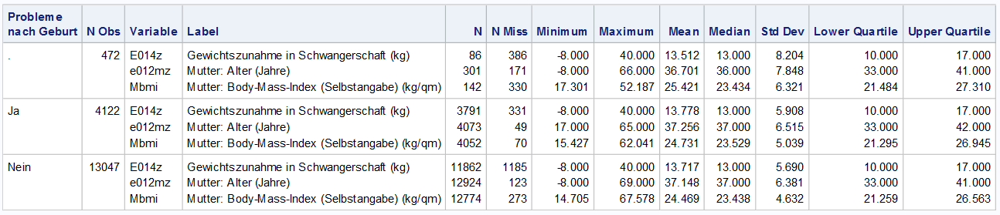 Probleme
nach Geburt N Obs Variable Label N N Miss Minimum Maximum Mean Median Std Dev Lower Quartile Upper Quartile
. 472 E014z Gewichtszunahme in Schwangerschaft (kg) 86 386 -8.000 40.000 13.512 13.000 8.204 10.000 17.000
e012mz Mutter: Alter (Jahre) 301 171 -8.000 66.000 36.701 36.000 7.848 33.000 41.000
Mbmi Mutter: Body-Mass-Index (Selbstangabe) (kg/qm) 142 330 17.301 52.187 25.421 23.434 6.321 21.484 27.310
Ja 4122 E014z Gewichtszunahme in Schwangerschaft (kg) 3791 331 -8.000 40.000 13.778 13.000 5.908 10.000 17.000
e012mz Mutter: Alter (Jahre) 4073 49 17.000 65.000 37.256 37.000 6.515 33.000 42.000
Mbmi Mutter: Body-Mass-Index (Selbstangabe) (kg/qm) 4052 70 15.427 62.041 24.731 23.529 5.039 21.295 26.945
Nein 13047 E014z Gewichtszunahme in Schwangerschaft (kg) 11862 1185 -8.000 40.000 13.717 13.000 5.690 10.000 17.000
e012mz Mutter: Alter (Jahre) 12924 123 -8.000 69.000 37.148 37.000 6.381 33.000 41.000
Mbmi Mutter: Body-Mass-Index (Selbstangabe) (kg/qm) 12774 273 14.705 67.578 24.469 23.438 4.632 21.259 26.563